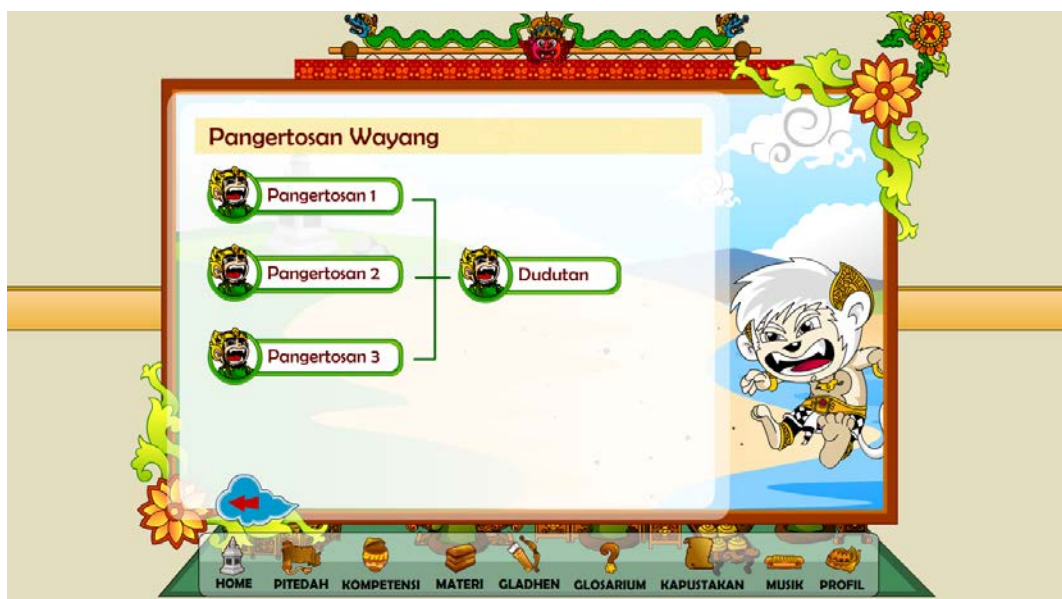 X
Pangertosan Wayang
Pangertosan 1
Pangertosan 2
Dudutan
Pangertosan 3
HOME PITEDAH KOMPETENSI MATERI GLADHEN GLOSARIUM KAPUSTAKAN MUSIK PROFIL